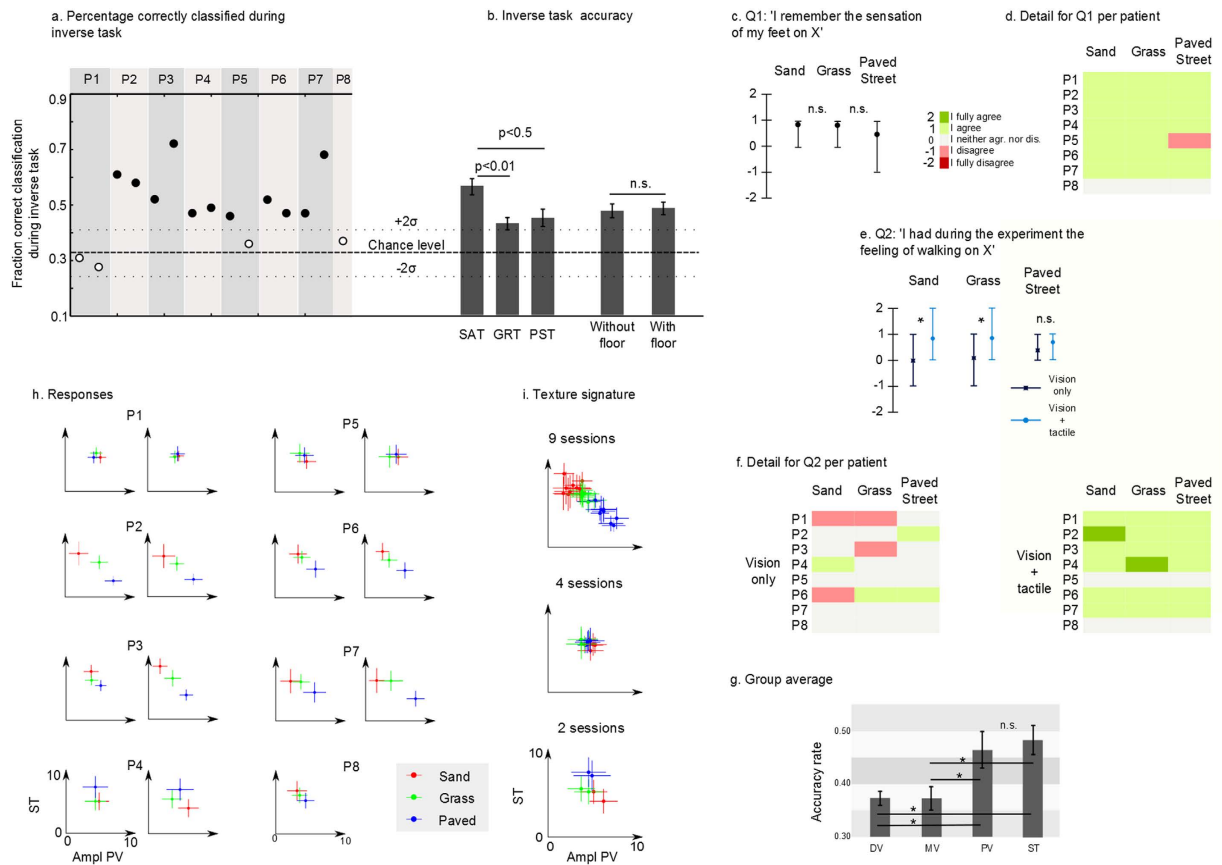 a. Percentage correctly classified during
inverse task
P1 P2 P3 P4 P5 P6 P7 P8
0.9
0.7
0.5
0.3
0.1
Fraction correct classification
during inverse task
+2σ
Chance level
-2σ
b. Inverse task accuracy
p<0.5
p<0.01
n.s.
SAT GRT PST Without floor With floor
c. Q1: 'I remember the sensation
of my feet on X'
Sand Grass Paved Street
2
1
0
-1
-2
n.s. n.s.
2 I fully agree
1 I agree
0 I neither agr. nor dis.
-1 I disagree
-2 I fully disagree
d. Detail for Q1 per patient
Sand Grass Paved Street
P1
P2
P3
P4
P5
P6
P7
P8
e. Q2: 'I had during the experiment the
feeling of walking on X'
Sand Grass Paved Street
2
1
0
-1
-2
* * n.s.
Vision only
Vision + tactile
f. Detail for Q2 per patient
Sand Grass Paved Street
Vision only
P1
P2
P3
P4
P5
P6
P7
P8
Sand Grass Paved Street
Vision + tactile
P1
P2
P3
P4
P5
P6
P7
P8
g. Group average
Accuracy rate
0.50
0.40
0.30
n.s.
*
*
*
*
DV MV PV ST
h. Responses
P1 P5
P2 P6
P3 P7
P4 P8
10
ST
0
0 10
Ampl PV
0 10
Sand
Grass
Paved
i. Texture signature
9 sessions
4 sessions
2 sessions
10
ST
0
0 10
Ampl PV